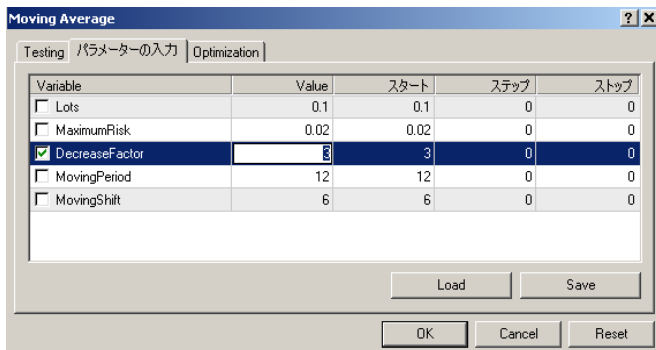 Moving Average
Testing パラメーターの入力 Optimization
Variable Value スタート ステップ ストップ
Lots 0.1 0.1 0 0
MaximumRisk 0.02 0.02 0 0
DecreaseFactor 3 3 0 0
MovingPeriod 12 12 0 0
MovingShift 6 6 0 0
Load Save
OK Cancel Reset